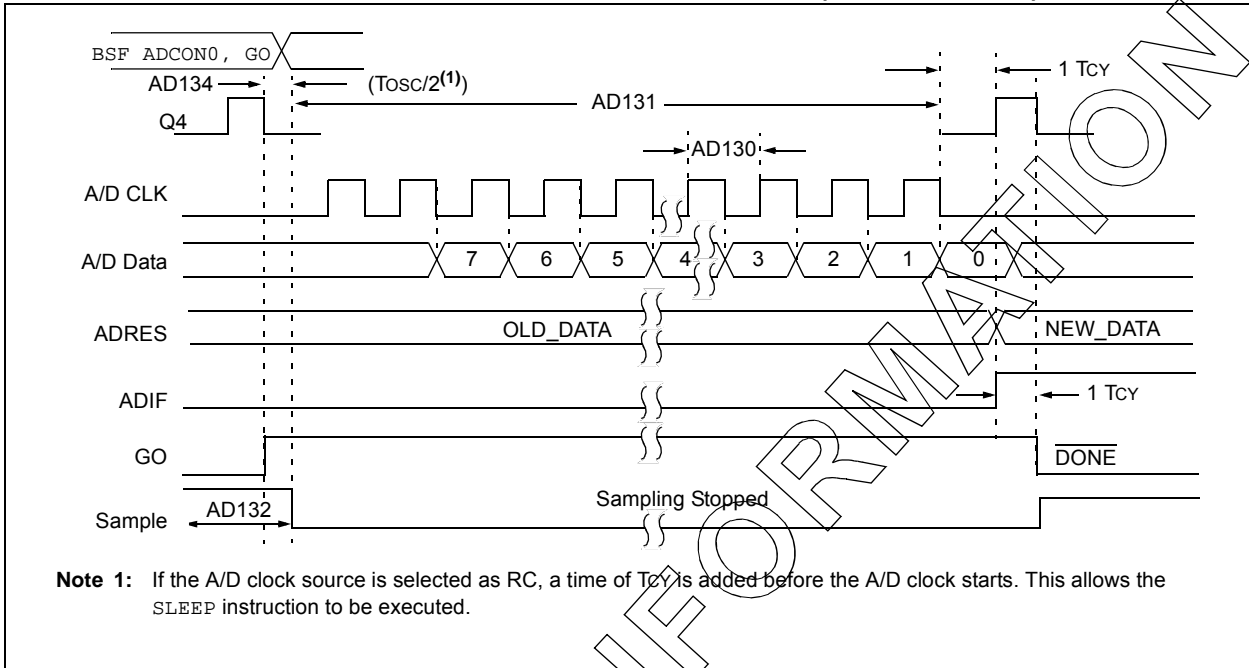 BSF ADCON0, GO
AD134
(TOSC/2(1))
AD131
1 TCY
Q4
AD130
A/D CLK
A/D Data
7
6
5
4
3
2
1
0
ADRES
OLD_DATA
NEW_DATA
ADIF
1 TCY
GO
DONE
Sample
AD132
Sampling Stopped
Note 1: If the A/D clock source is selected as RC, a time of TCY is added before the A/D clock starts. This allows the
SLEEP instruction to be executed.
IFORMATION